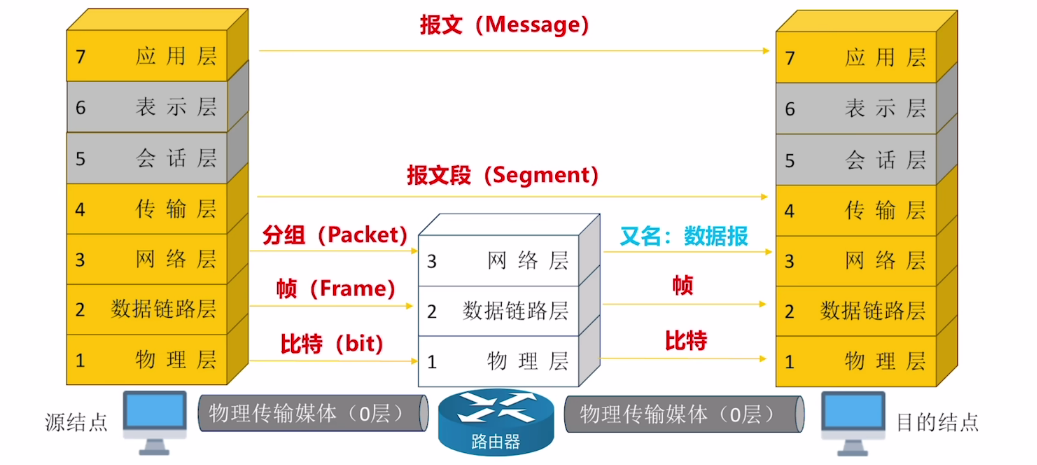 报文（Message）
7 应用层
7 应用层
6 表示层
6 表示层
5 会话层
5 会话层
报文段（Segment）
4 传输层
4 传输层
分组（Packet）
又名：数据报
3 网络层
3 网络层
3 网络层
帧（Frame）
帧
2 数据链路层
2 数据链路层
2 数据链路层
比特（bit）
比特
1 物理层
1 物理层
1 物理层
源结点
物理传输媒体（0层）
路由器
物理传输媒体（0层）
目的结点